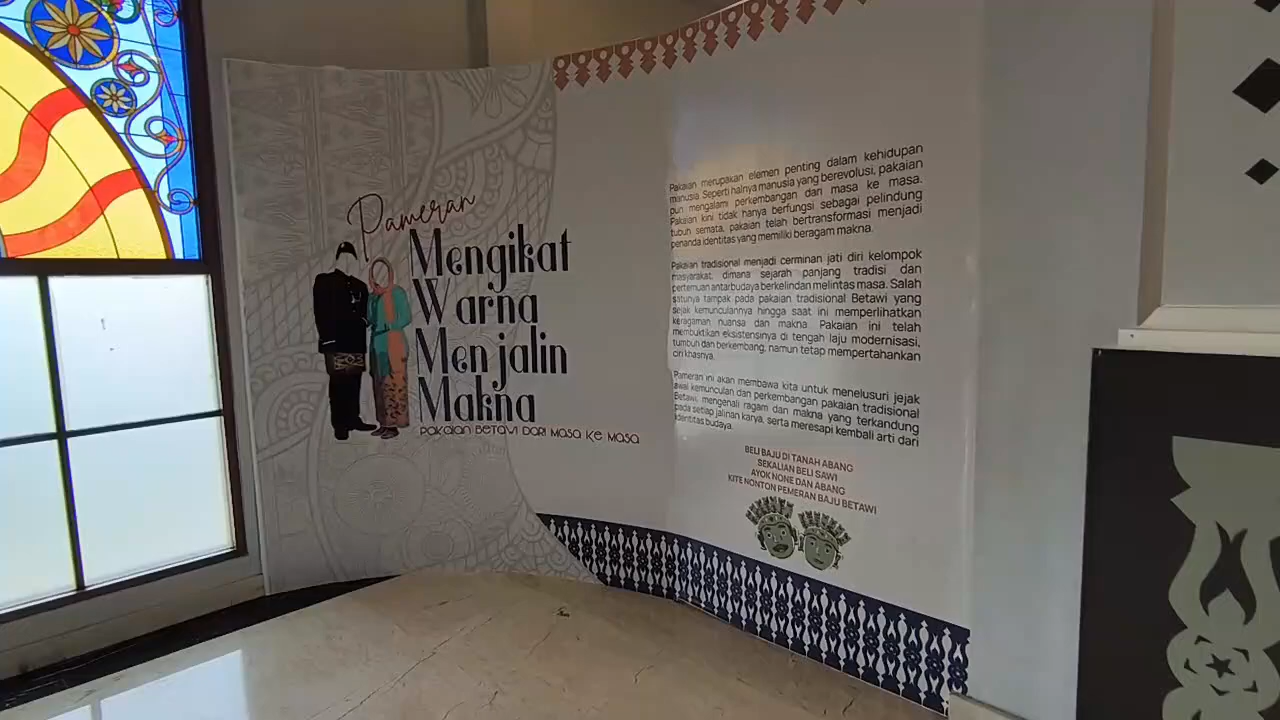 Pameran
Mengikat
Warna
Menjalin
Makna
PAKAIAN BETAWI DARI MASA KE MASA
Pakaian merupakan elemen penting dalam kehidupan
manusia. Seperti halnya manusia yang berevolusi, pakaian
pun mengalami perkembangan dari masa ke masa.
Pakaian kini tidak hanya berfungsi sebagai pelindung
tubuh semata, pakaian telah bertransformasi menjadi
penanda identitas yang memiliki beragam makna.
Pakaian tradisional menjadi cerminan jati diri kelompok
masyarakat, dimana sejarah panjang tradisi dan
pertemuan antarbudaya berkelindan melintas masa. Salah
satunya tampak pada pakaian tradisional Betawi yang
sejak kemunculannya hingga saat ini memperlihatkan
keragaman nuansa dan makna. Pakaian ini telah
membuktikan eksistensinya di tengah laju modernisasi,
tumbuh dan berkembang, namun tetap mempertahankan
ciri khasnya.
Pameran ini akan membawa kita untuk menelusuri jejak
awal kemunculan dan perkembangan pakaian tradisional
Betawi, mengenali ragam dan makna yang terkandung
pada setiap jalinan karya, serta meresapi kembali arti dari
identitas budaya.
BELI BAJU DI TANAH ABANG
SEKALIAN BELI SAWI
AYOK NONE DAN ABANG
KITE NONTON PEMERAN BAJU BETAWI